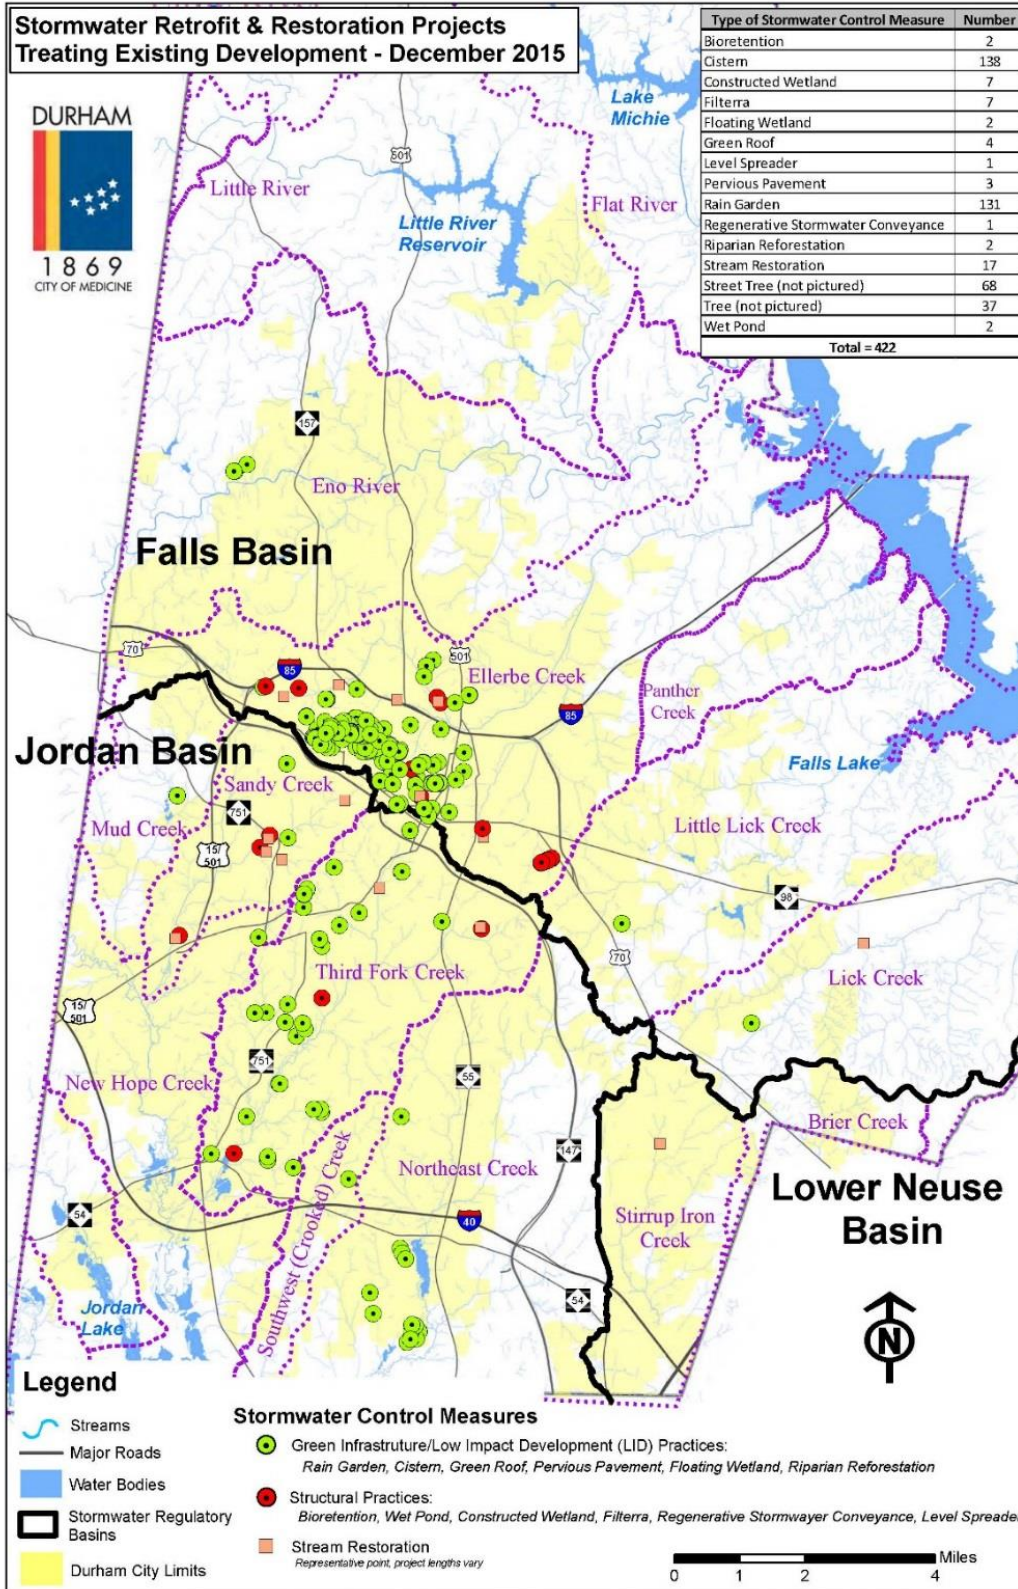 Stormwater Retrofit & Restoration Projects
Treating Existing Development - December 2015
Type of Stormwater Control Measure Number
Bioretention 2
Cistern 138
Constructed Wetland 7
Filterra 7
Floating Wetland 2
Green Roof 4
Level Spreader 1
Pervious Pavement 3
Rain Garden 131
Regenerative Stormwater Conveyance 1
Riparian Reforestation 2
Stream Restoration 17
Street Tree (not pictured) 68
Tree (not pictured) 37
Wet Pond 2
Total = 422
DURHAM
1869
CITY OF MEDICINE
Lake
Michie
501
Little River
Flat River
Little River
Reservoir
157
Eno River
Falls Basin
70
85
501
Ellerbe Creek
Panther
Creek
85
Jordan Basin
Sandy Creek
Falls Lake
751
Mud Creek
15/
501
Little Lick Creek
98
70
Third Fork Creek
Lick Creek
15/
501
751
55
New Hope Creek
Brier Creek
147
Northeast Creek
Southwest (Crooked) Creek
Lower Neuse
Basin
54
40
Stirrup Iron
Creek
54
Jordan
Lake
N
Legend
Streams
Major Roads
Water Bodies
Stormwater Regulatory
Basins
Durham City Limits
Stormwater Control Measures
Green Infrastruture/Low Impact Development (LID) Practices:
Rain Garden, Cistern, Green Roof, Pervious Pavement, Floating Wetland, Riparian Reforestation
Structural Practices:
Bioretention, Wet Pond, Constructed Wetland, Filterra, Regenerative Stormwayer Conveyance, Level Spreader
Stream Restoration
Representative point, project lengths vary
Miles
0 1 2 4